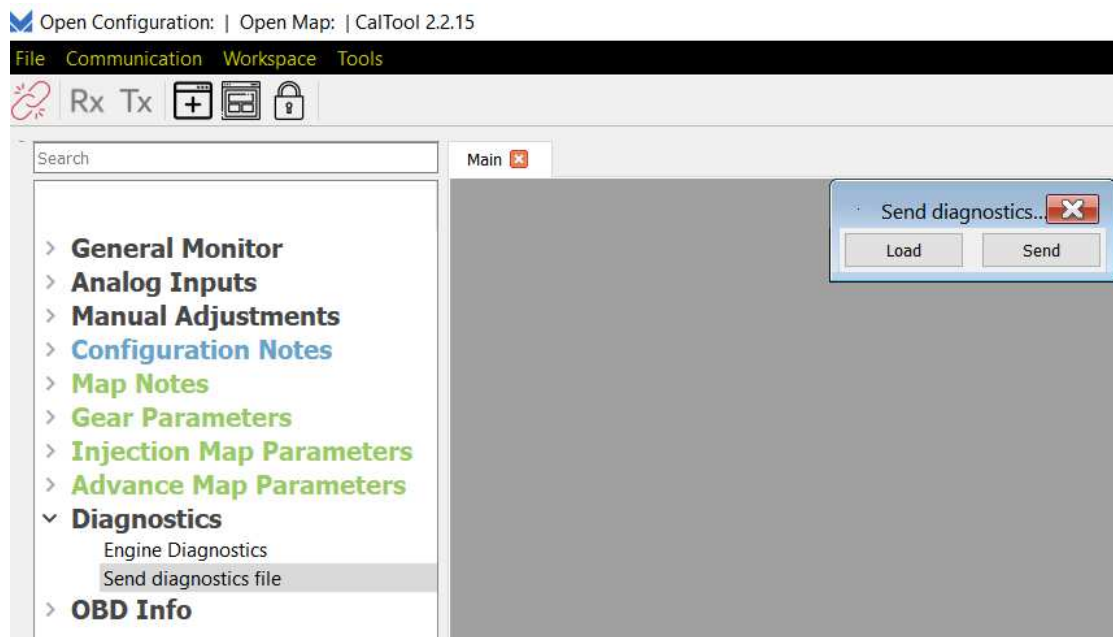 Open Configuration: | Open Map: | CalTool 2.2.15
File Communication Workspace Tools
Rx Tx
Search
Main
Send diagnostics...
Load Send
General Monitor
Analog Inputs
Manual Adjustments
Configuration Notes
Map Notes
Gear Parameters
Injection Map Parameters
Advance Map Parameters
Diagnostics
Engine Diagnostics
Send diagnostics file
OBD Info